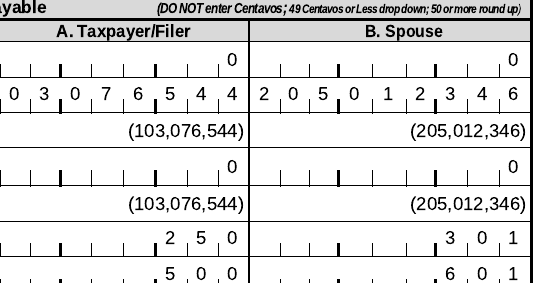 ayable (DO NOT enter Centavos; 49 Centavos or Less drop down; 50 or more round up)
A. Taxpayer/Filer B. Spouse
0 0
0 3 0 7 6 5 4 4 2 0 5 0 1 2 3 4 6
(103,076,544) (205,012,346)
0 0
(103,076,544) (205,012,346)
2 5 0 3 0 1
5 0 0 6 0 1